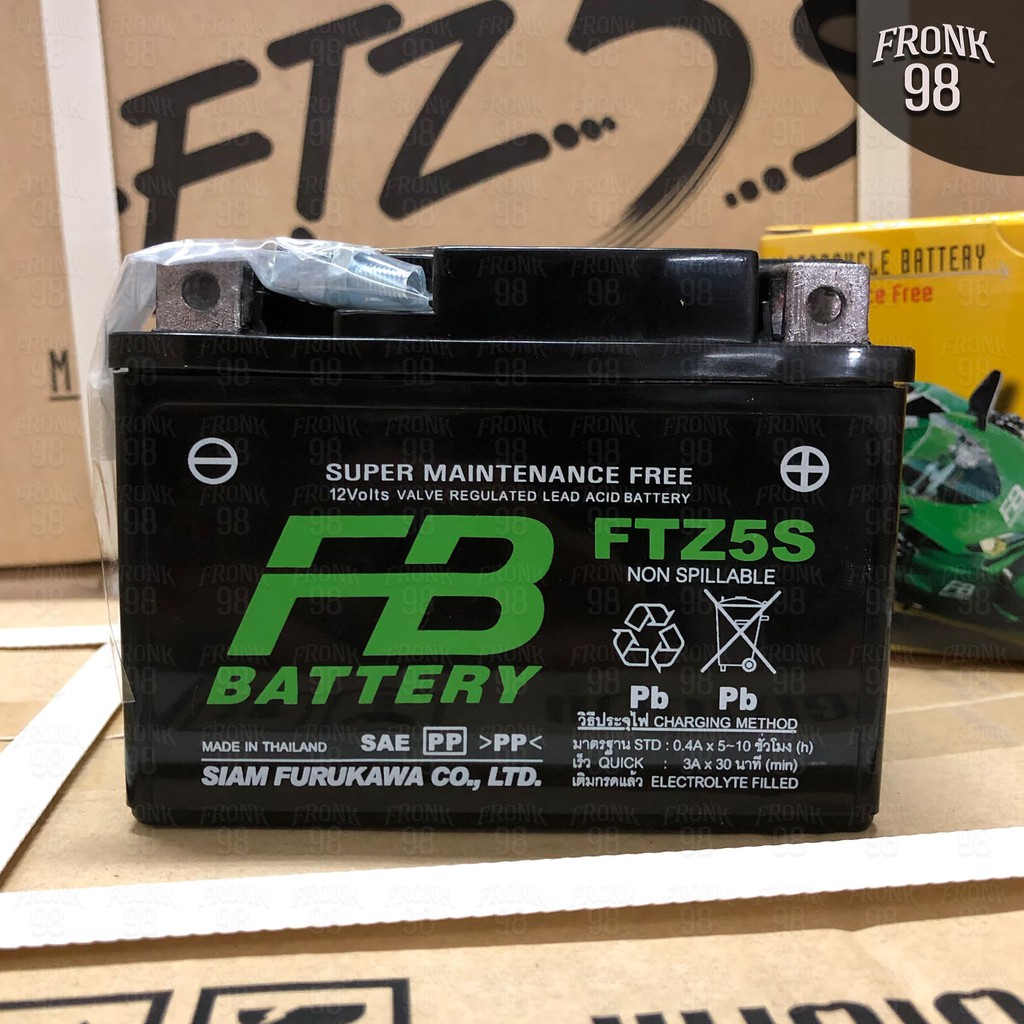 FRONK
98
FTZ5S
BATTERY
Free
SUPER MAINTENANCE FREE
12Volts VALVE REGULATED LEAD ACID BATTERY
FB
BATTERY
FTZ5S
NON SPILLABLE
Pb Pb
วิธีประจุไฟ CHARGING METHOD
มาตรฐาน STD : 0.4A x 5~10 ชั่วโมง (h)
เร็ว QUICK : 3A x 30 นาที (min)
เติมกรดแล้ว ELECTROLYTE FILLED
MADE IN THAILAND SAE PP >PP<
SIAM FURUKAWA CO., LTD.